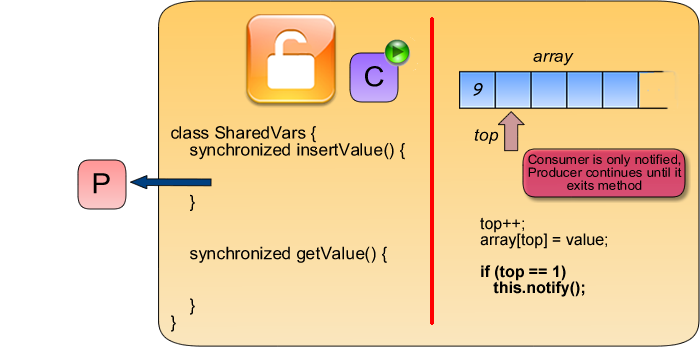 C
class SharedVars {
synchronized insertValue() {
P
}
synchronized getValue() {
}
}
array
9
top
Consumer is only notified,
Producer continues until it
exits method
top++;
array[top] = value;
if (top == 1)
this.notify();